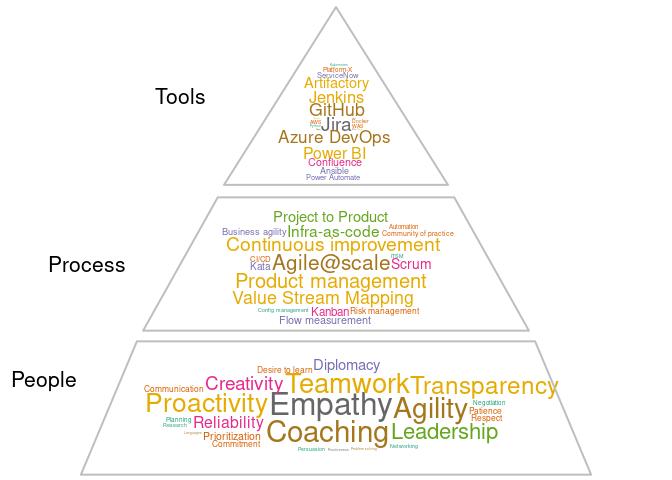 Kubernetes
Platform-X
ServiceNow
Artifactory
Jenkins
Tools
GitHub
AWS Jira Docker
WAS
Azure DevOps
Power BI
Confluence
Ansible
Power Automate
Project to Product
Automation
Business agility Infra-as-code Community of practice
Continuous improvement
ITSM
CI/CD
Process
Kata Agile@scale Scrum
Product management
Value Stream Mapping
Config management Kanban Risk management
Flow measurement
Diplomacy
Desire to learn
People
Communication Creativity Teamwork Transparency
Proactivity Empathy Agility Negotiation
Patience
Planning Respect
Research Reliability
Languages Prioritization Coaching Leadership
Commitment
Persuasion Problem solving Networking